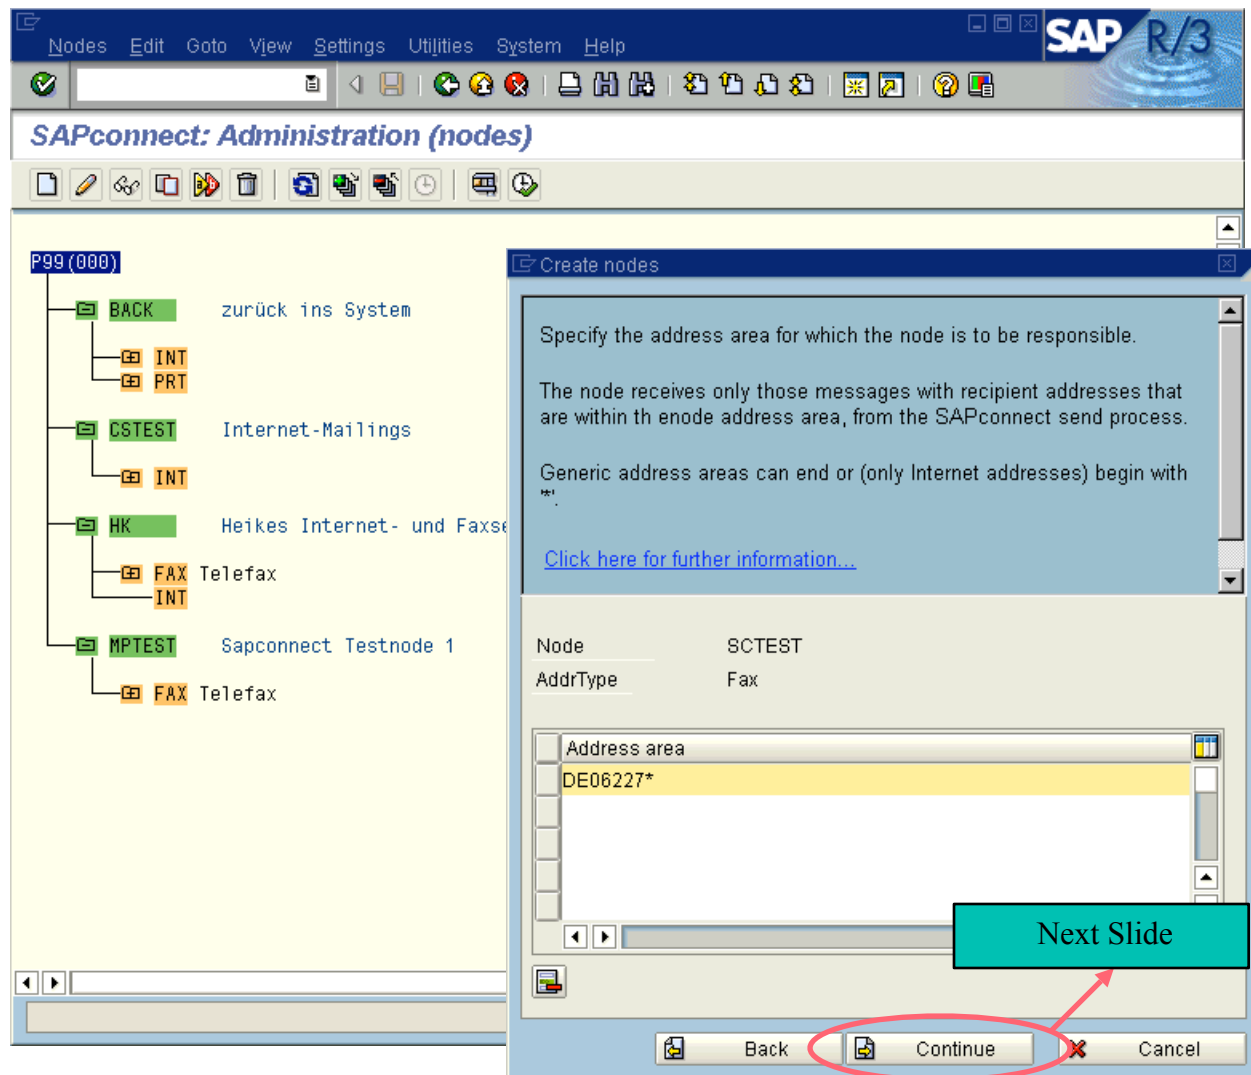 Nodes Edit Goto View Settings Utilities System Help
SAP R/3
SAPconnect: Administration (nodes)
P99(000)
BACK zurück ins System
INT
PRT
CSTEST Internet-Mailings
INT
HK Heikes Internet- und Faxse
FAX Telefax
INT
MPTEST Sapconnect Testnode 1
FAX Telefax
Create nodes
Specify the address area for which the node is to be responsible.
The node receives only those messages with recipient addresses that
are within th enode address area, from the SAPconnect send process.
Generic address areas can end or (only Internet addresses) begin with
'*'.
Click here for further information...
Node SCTEST
AddrType Fax
Address area
DE06227*
Next Slide
Back Continue Cancel